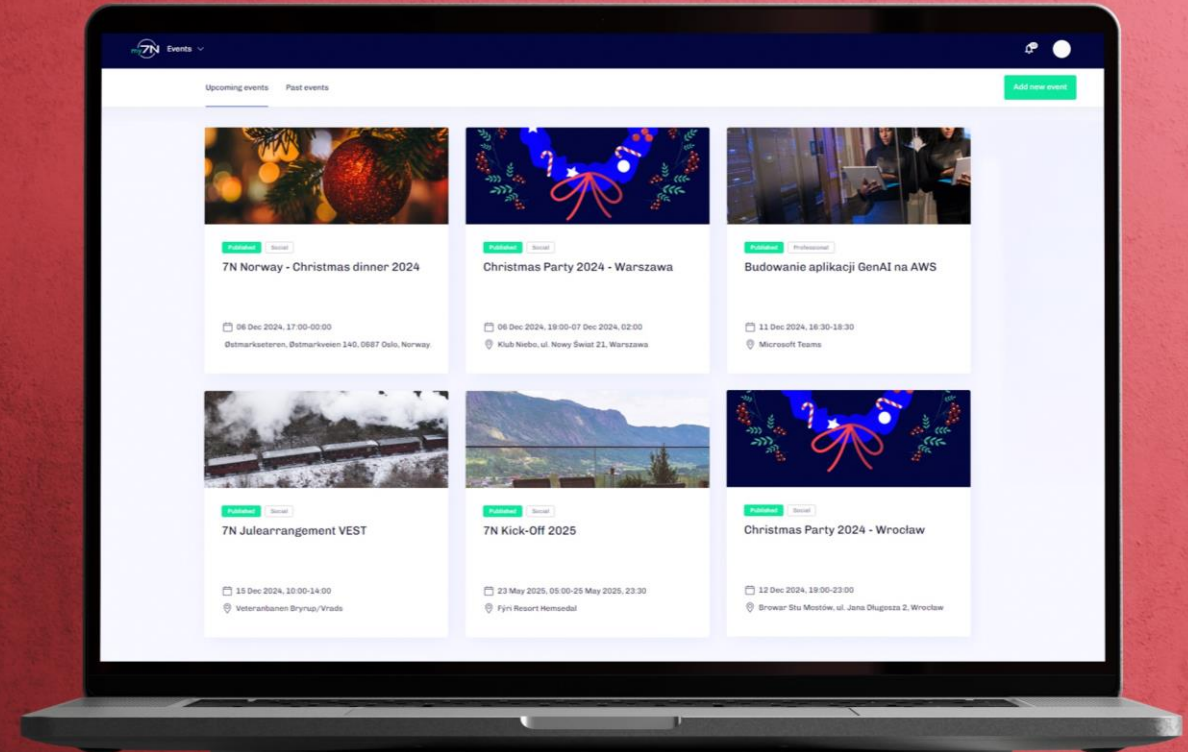 my7N Events
Upcoming events Past events Add new event
Published Social
7N Norway - Christmas dinner 2024
06 Dec 2024, 17:00-00:00
Østmarkseteren, Østmarkveien 140, 0687 Oslo, Norway
Published Social
Christmas Party 2024 - Warszawa
06 Dec 2024, 19:00-07 Dec 2024, 02:00
Klub Niebo, ul. Nowy Świat 21, Warszawa
Published Professional
Budowanie aplikacji GenAI na AWS
11 Dec 2024, 16:30-18:30
Microsoft Teams
Published Social
7N Julearrangement VEST
15 Dec 2024, 10:00-14:00
Veteranbanen Bryrup/Vrads
Published Social
7N Kick-Off 2025
23 May 2025, 05:00-25 May 2025, 23:30
Fýri Resort Hemsedal
Published Social
Christmas Party 2024 - Wrocław
12 Dec 2024, 19:00-23:00
Browar Stu Mostów, ul. Jana Długosza 2, Wrocław